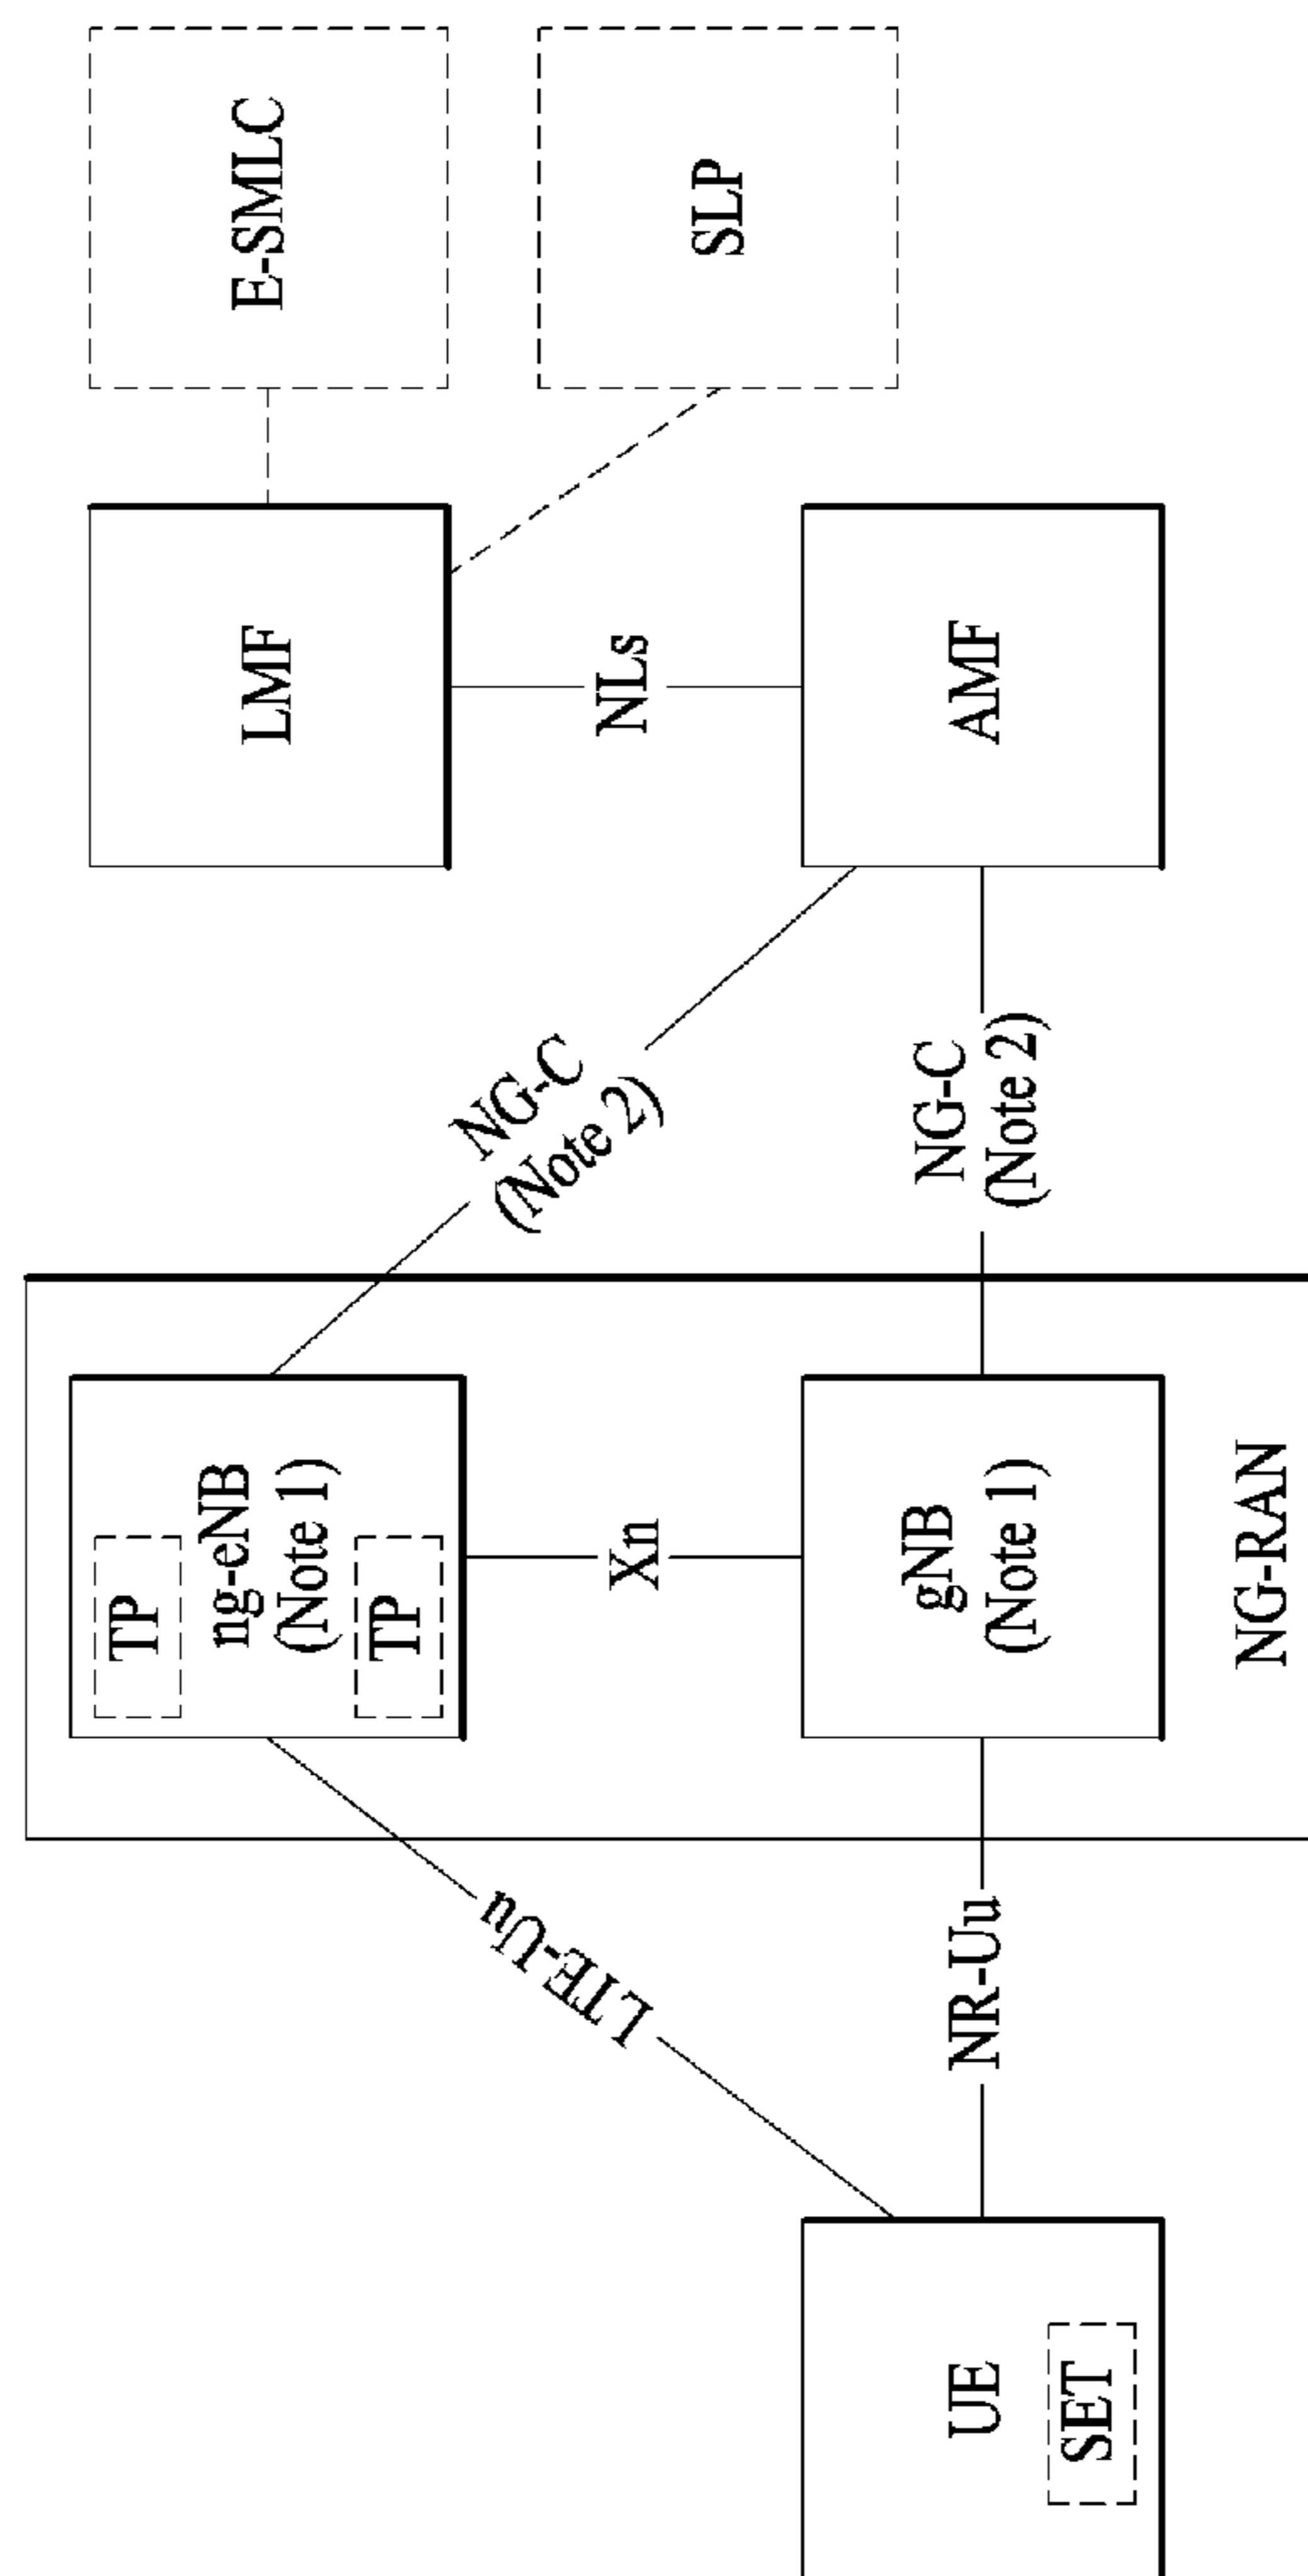 TP
ng-eNB
(Note 1)
TP
LMF
E-SMLC
LTE-Uu
Xn
NG-C
(Note 2)
NLs
SLP
UE
SET
NR-Uu
gNB
(Note 1)
NG-C
(Note 2)
AMF
NG-RAN